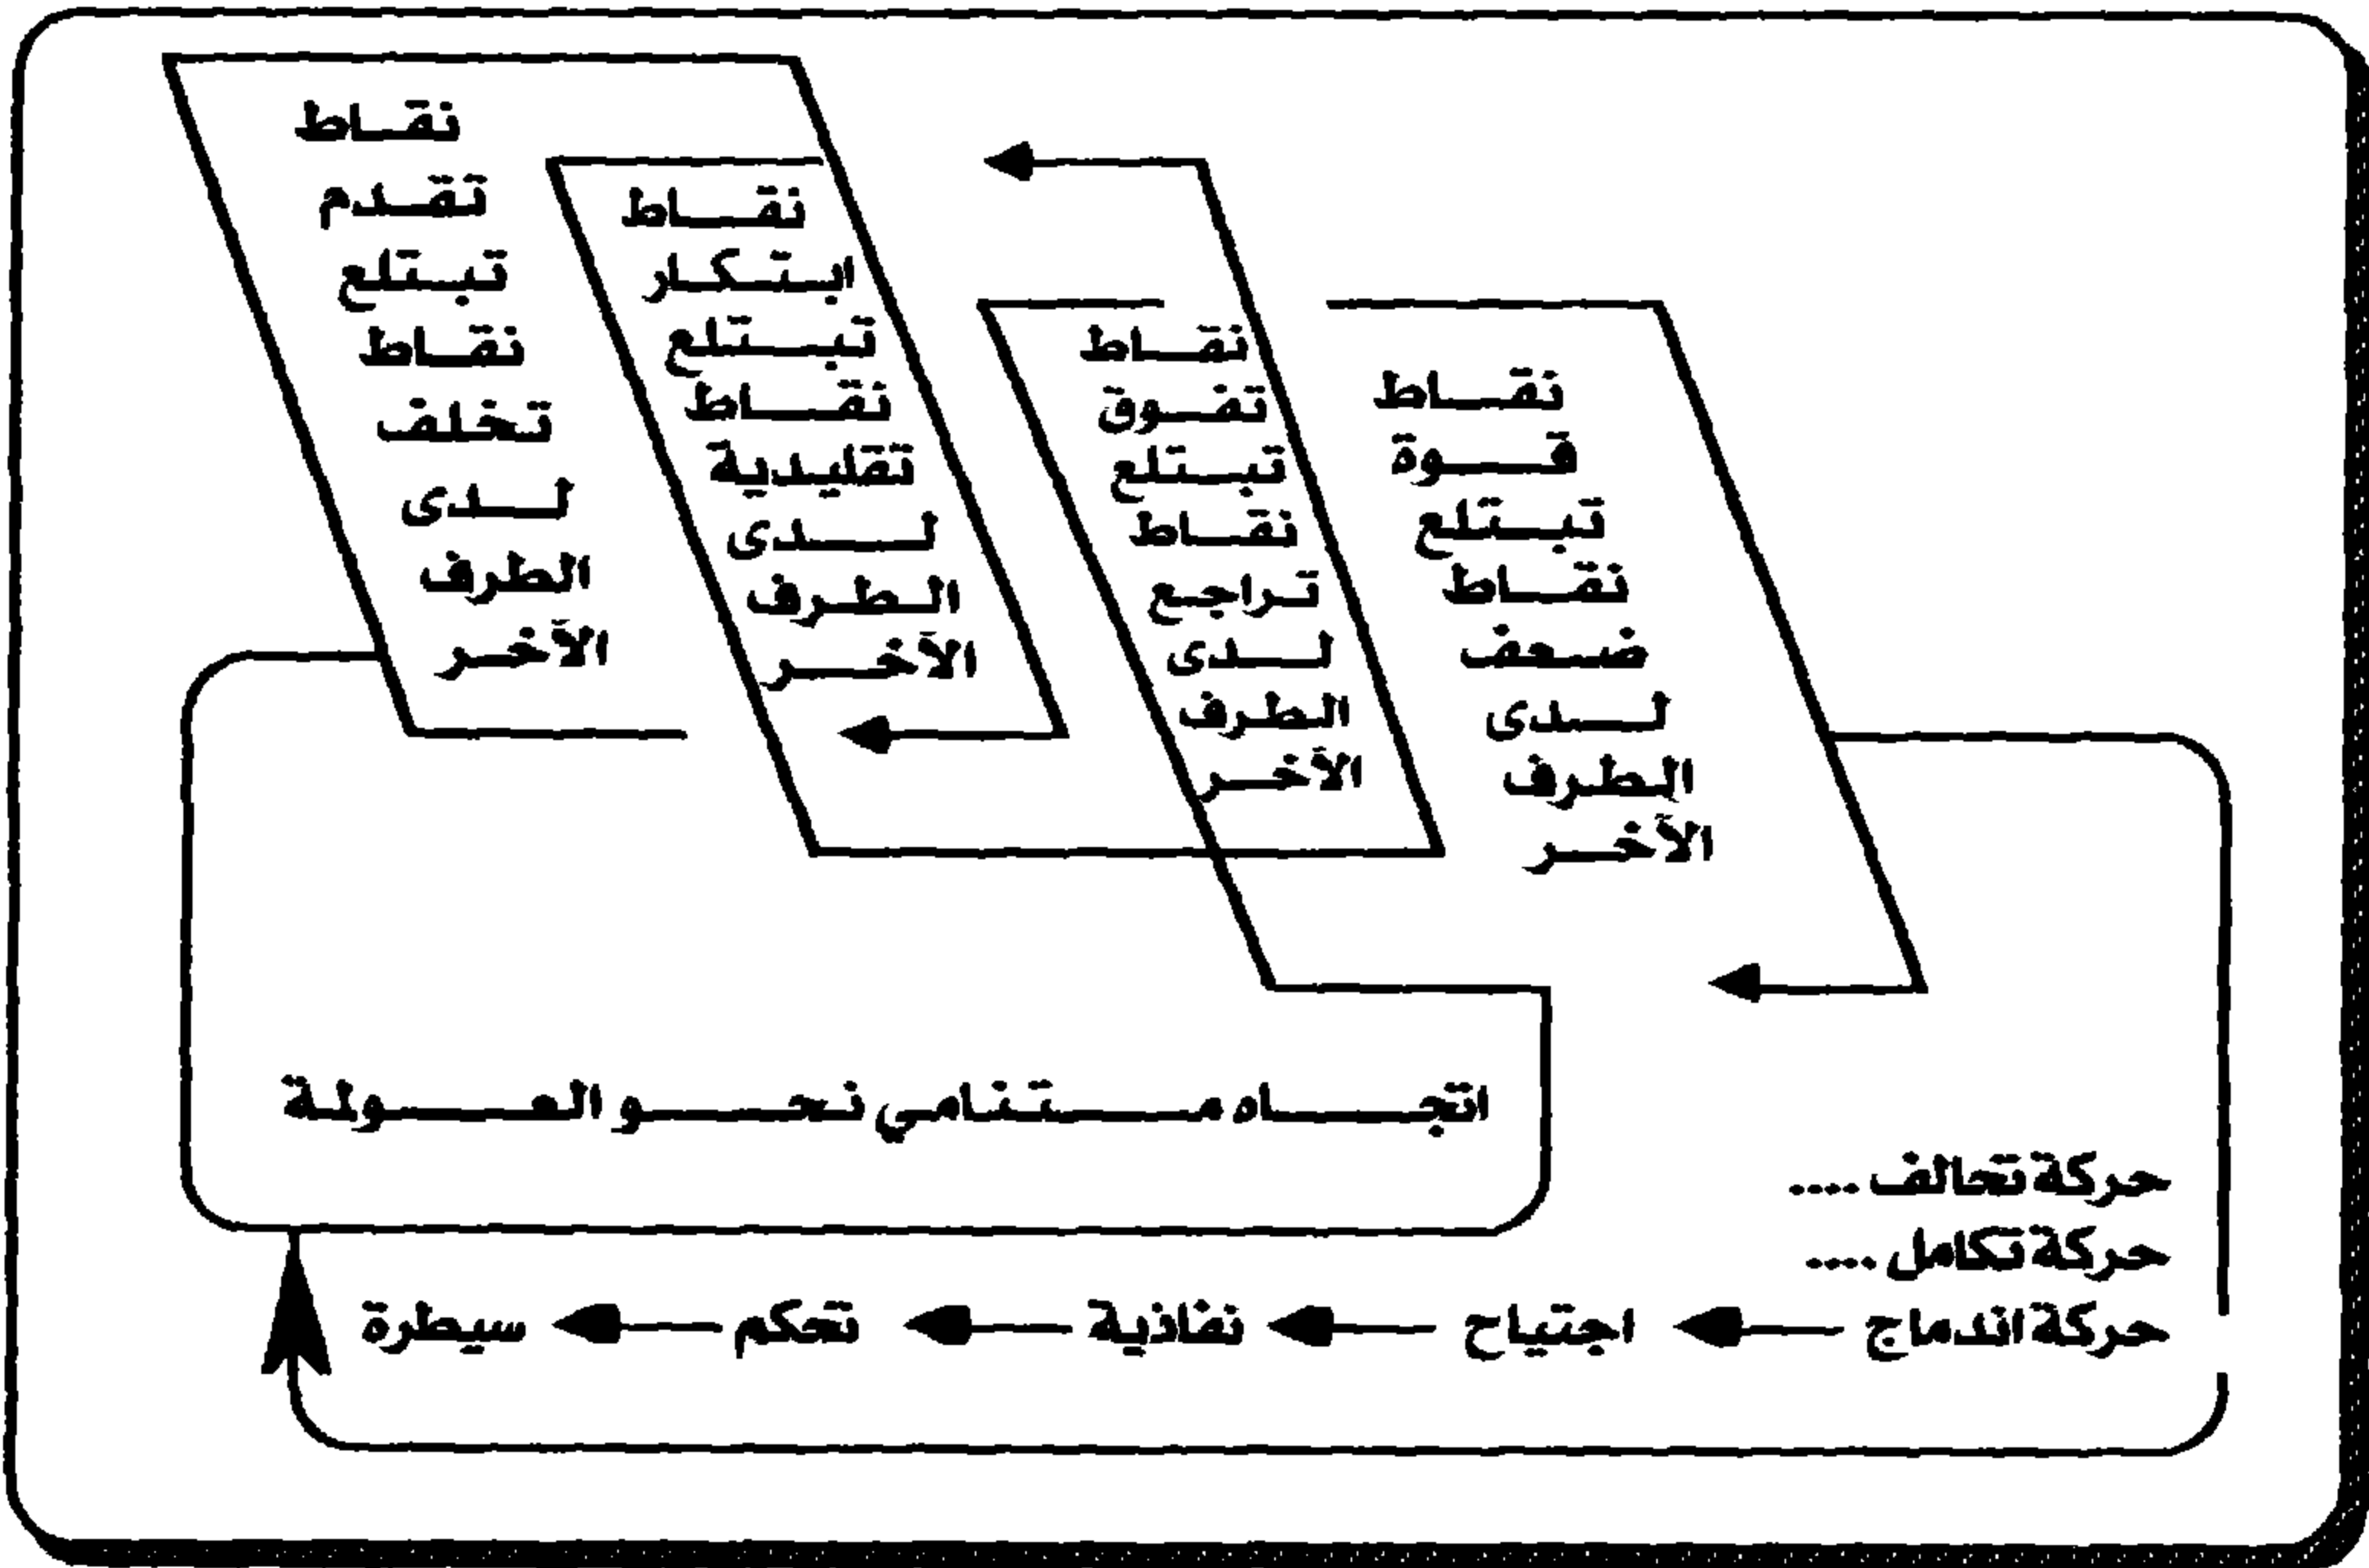 نقاط
قوة
تبتلع
نقاط
ضعف
لدى
الطرف
الآخر
نقاط
تفوق
تبتلع
نقاط
تراجع
لدى
الطرف
الآخر
نقاط
ابتكار
تبتلع
نقاط
تقليدية
لدى
الطرف
الآخر
نقاط
تقدم
تبتلع
نقاط
تخلف
لدى
الطرف
الآخر
اتجاه متنامي نحو العولمة
حركة تحالف ....
حركة تكامل ....
حركة اندماج اجتياح نفاذية تحكم سيطرة